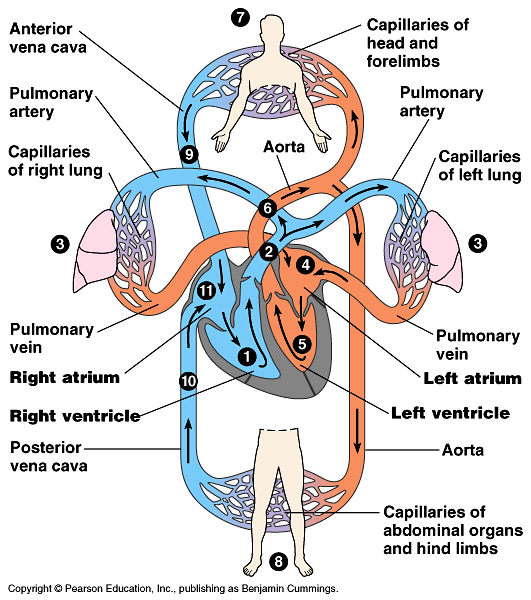 7
Anterior
vena cava
Capillaries of
head and
forelimbs
Pulmonary
artery
Pulmonary
artery
Aorta
Capillaries
of right lung
9
Capillaries
of left lung
6
3
2
4
3
11
Pulmonary
vein
1
5
Pulmonary
vein
Right atrium
10
Left atrium
Right ventricle
Left ventricle
Posterior
vena cava
Aorta
Capillaries of
abdominal organs
and hind limbs
8
Copyright © Pearson Education, Inc., publishing as Benjamin Cummings.